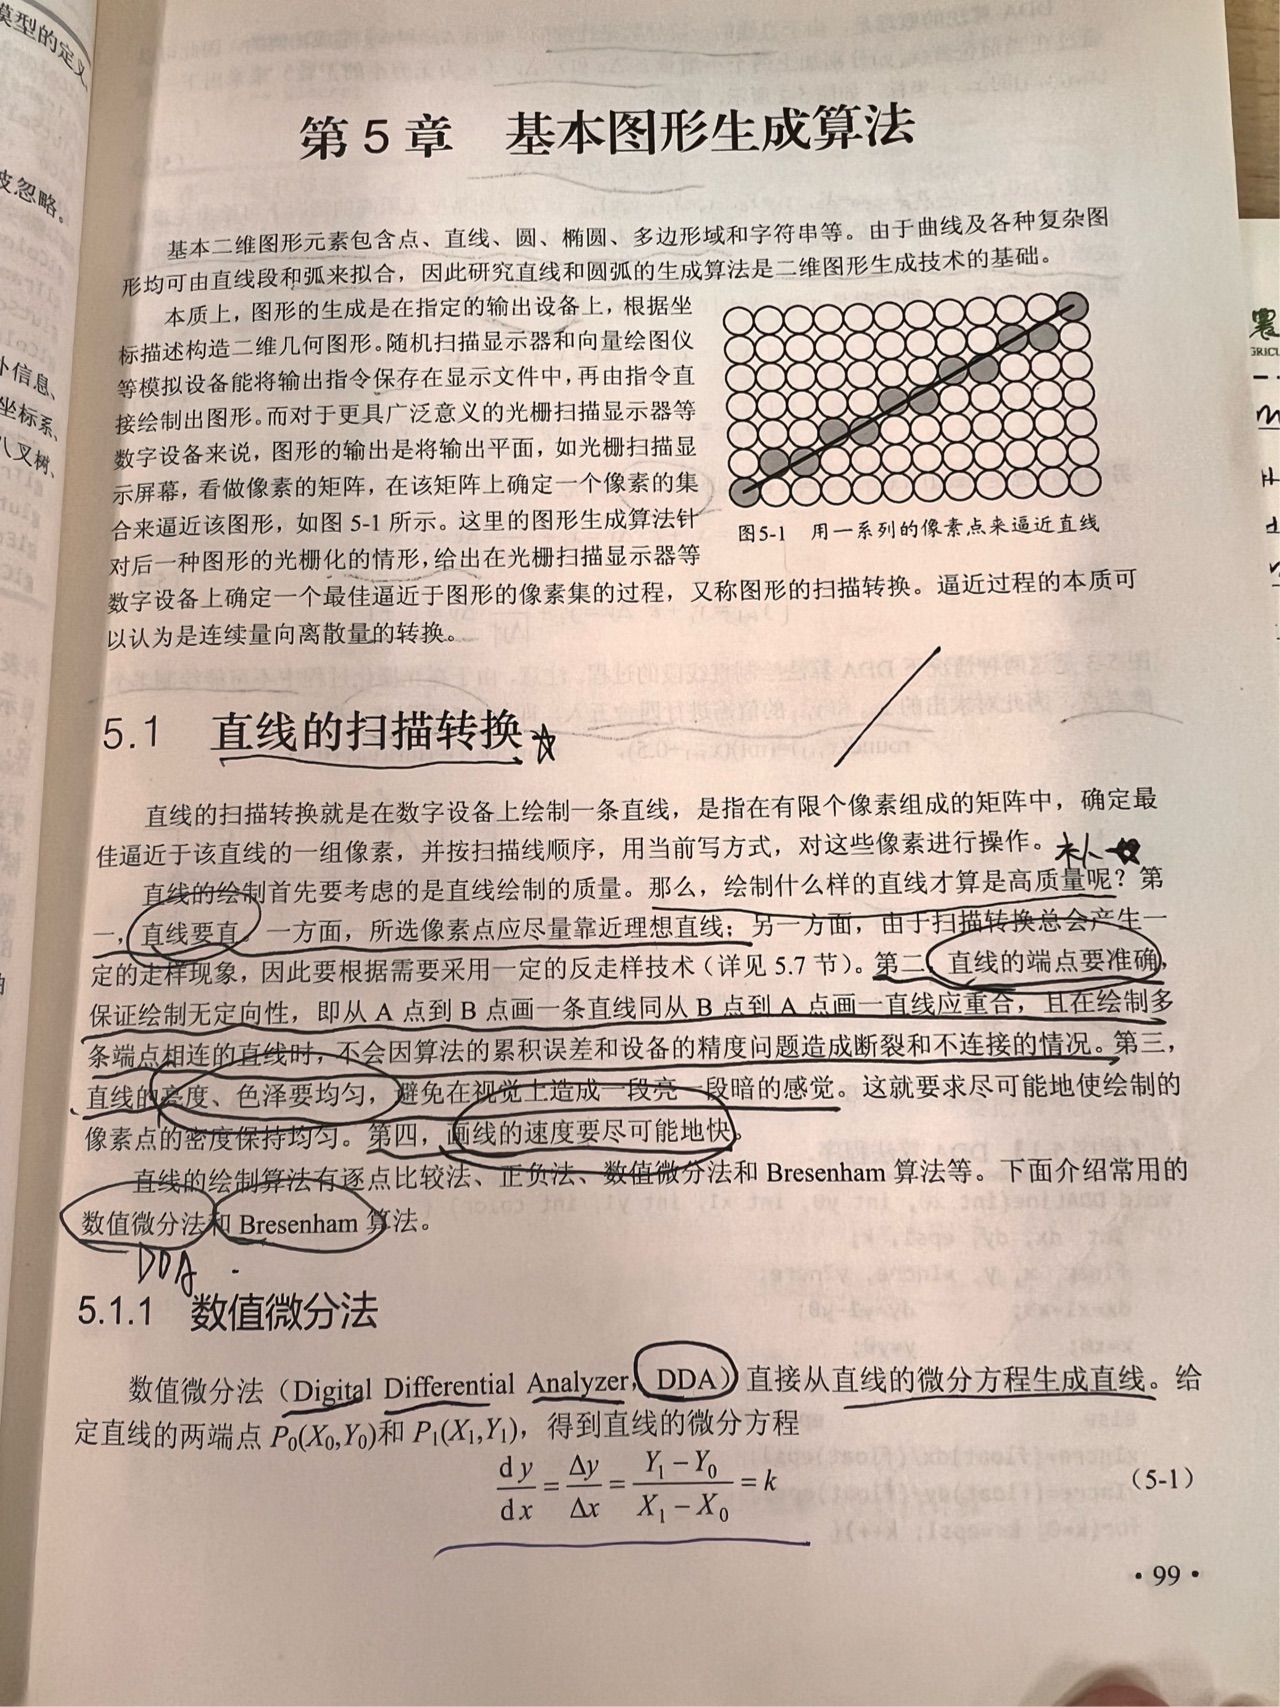 模型的定义
被忽略。
外信息、
坐标系、
八叉树、
第 5 章　基本图形生成算法
基本二维图形元素包含点、直线、圆、椭圆、多边形域和字符串等。由于曲线及各种复杂图
形均可由直线段和弧来拟合，因此研究直线和圆弧的生成算法是二维图形生成技术的基础。
本质上，图形的生成是在指定的输出设备上，根据坐
标描述构造二维几何图形。随机扫描显示器和向量绘图仪
等模拟设备能将输出指令保存在显示文件中，再由指令直
接绘制出图形。而对于更具广泛意义的光栅扫描显示器等
数字设备来说，图形的输出是将输出平面，如光栅扫描显
示屏幕，看做像素的矩阵，在该矩阵上确定一个像素的集
合来逼近该图形，如图 5-1 所示。这里的图形生成算法针
对后一种图形的光栅化的情形，给出在光栅扫描显示器等
数字设备上确定一个最佳逼近于图形的像素集的过程，又称图形的扫描转换。逼近过程的本质可
以认为是连续量向离散量的转换。
图5-1　用一系列的像素点来逼近直线
5.1　直线的扫描转换
直线的扫描转换就是在数字设备上绘制一条直线，是指在有限个像素组成的矩阵中，确定最
佳逼近于该直线的一组像素，并按扫描线顺序，用当前写方式，对这些像素进行操作。
直线的绘制首先要考虑的是直线绘制的质量。那么，绘制什么样的直线才算是高质量呢？第
一，直线要直。一方面，所选像素点应尽量靠近理想直线；另一方面，由于扫描转换总会产生一
定的走样现象，因此要根据需要采用一定的反走样技术（详见 5.7 节）。第二，直线的端点要准确，
保证绘制无定向性，即从 A 点到 B 点画一条直线同从 B 点到 A 点画一直线应重合，且在绘制多
条端点相连的直线时，不会因算法的累积误差和设备的精度问题造成断裂和不连接的情况。第三，
直线的亮度、色泽要均匀，避免在视觉上造成一段亮一段暗的感觉。这就要求尽可能地使绘制的
像素点的密度保持均匀。第四，画线的速度要尽可能地快。
直线的绘制算法有逐点比较法、正负法、数值微分法和 Bresenham 算法等。下面介绍常用的
数值微分法和 Bresenham 算法。
DDA
5.1.1　数值微分法
数值微分法（Digital Differential Analyzer，DDA）直接从直线的微分方程生成直线。给
定直线的两端点 P₀(X₀,Y₀)和 P₁(X₁,Y₁)，得到直线的微分方程
dy/dx = Δy/Δx = (Y₁−Y₀)/(X₁−X₀) = k　（5-1）
·99·